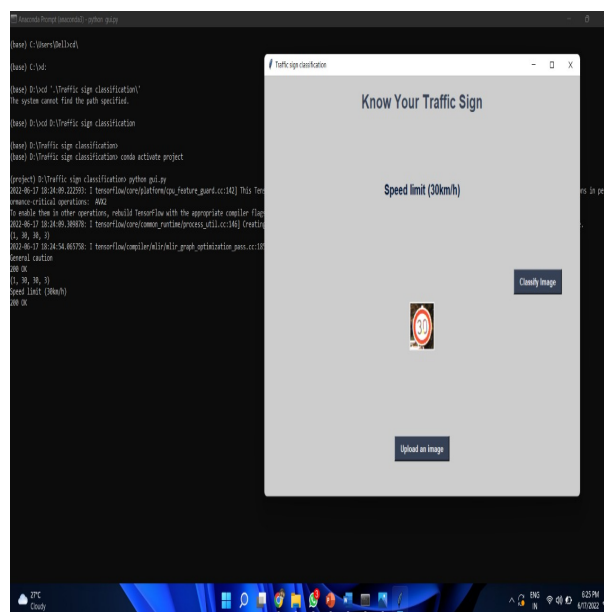 Anaconda Prompt (anaconda3) - python gui.py
(base) C:\Users\Dell>cd\
(base) C:\>d:
(base) D:\>cd '.\Traffic sign classification\'
The system cannot find the path specified.
(base) D:\>cd D:\Traffic sign classification
(base) D:\Traffic sign classification>
(base) D:\Traffic sign classification> conda activate project
(project) D:\Traffic sign classification> python gui.py
2022-06-17 18:24:09.222593: I tensorflow/core/platform/cpu_feature_guard.cc:142] This Tens
ons in pe
ormance-critical operations: AVX2
To enable them in other operations, rebuild TensorFlow with the appropriate compiler flags
2022-06-17 18:24:09.309878: I tensorflow/core/common_runtime/process_util.cc:146] Creating
(1, 30, 30, 3)
2022-06-17 18:24:54.065758: I tensorflow/compiler/mlir/mlir_graph_optimization_pass.cc:185
General caution
200 OK
(1, 30, 30, 3)
Speed limit (30km/h)
200 OK
Traffic sign classification
Know Your Traffic Sign
Speed limit (30km/h)
Classify Image
30
Upload an image
27°C
Cloudy
ENG
IN
6:25 PM
6/17/2022